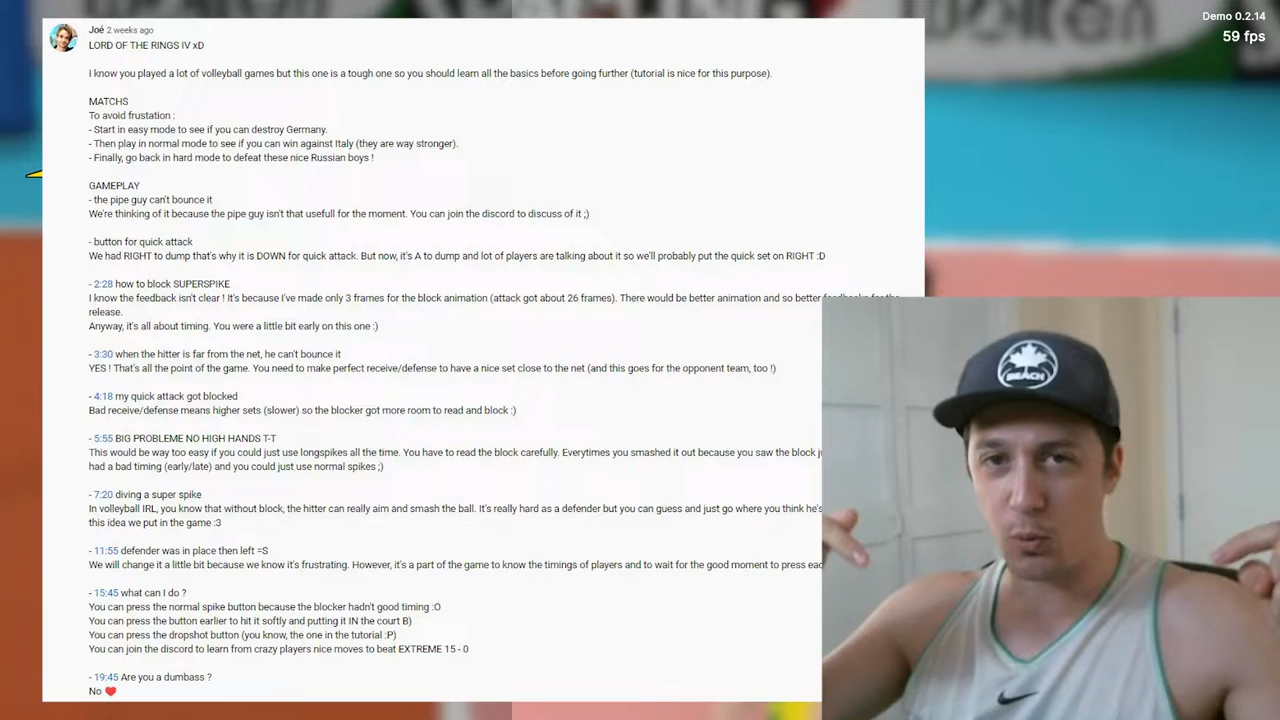 Demo 0.2.14
59 fps
Joé 2 weeks ago
LORD OF THE RINGS IV xD
I know you played a lot of volleyball games but this one is a tough one so you should learn all the basics before going further (tutorial is nice for this purpose).
MATCHS
To avoid frustation :
- Start in easy mode to see if you can destroy Germany.
- Then play in normal mode to see if you can win against Italy (they are way stronger).
- Finally, go back in hard mode to defeat these nice Russian boys !
GAMEPLAY
- the pipe guy can't bounce it
We're thinking of it because the pipe guy isn't that usefull for the moment. You can join the discord to discuss of it ;)
- button for quick attack
We had RIGHT to dump that's why it is DOWN for quick attack. But now, it's A to dump and lot of players are talking about it so we'll probably put the quick set on RIGHT :D
- 2:28 how to block SUPERSPIKE
I know the feedback isn't clear ! It's because I've made only 3 frames for the block animation (attack got about 26 frames). There would be better animation and so better feedbacks for the
release.
Anyway, it's all about timing. You were a little bit early on this one :)
- 3:30 when the hitter is far from the net, he can't bounce it
YES ! That's all the point of the game. You need to make perfect receive/defense to have a nice set close to the net (and this goes for the opponent team, too !)
- 4:18 my quick attack got blocked
Bad receive/defense means higher sets (slower) so the blocker got more room to read and block :)
- 5:55 BIG PROBLEME NO HIGH HANDS T-T
This would be way too easy if you could just use longspikes all the time. You have to read the block carefully. Everytimes you smashed it out because you saw the block
had a bad timing (early/late) and you could just use normal spikes ;)
- 7:20 diving a super spike
In volleyball IRL, you know that without block, the hitter can really aim and smash the ball. It's really hard as a defender but you can guess and just go where you think he's
this idea we put in the game :3
- 11:55 defender was in place then left =S
We will change it a little bit because we know it's frustrating. However, it's a part of the game to know the timings of players and to wait for the good moment to press
- 15:45 what can I do ?
You can press the normal spike button because the blocker hadn't good timing :O
You can press the button earlier to hit it softly and putting it IN the court B)
You can press the dropshot button (you know, the one in the tutorial :P)
You can join the discord to learn from crazy players nice moves to beat EXTREME 15 - 0
- 19:45 Are you a dumbass ?
No ❤
BEACH